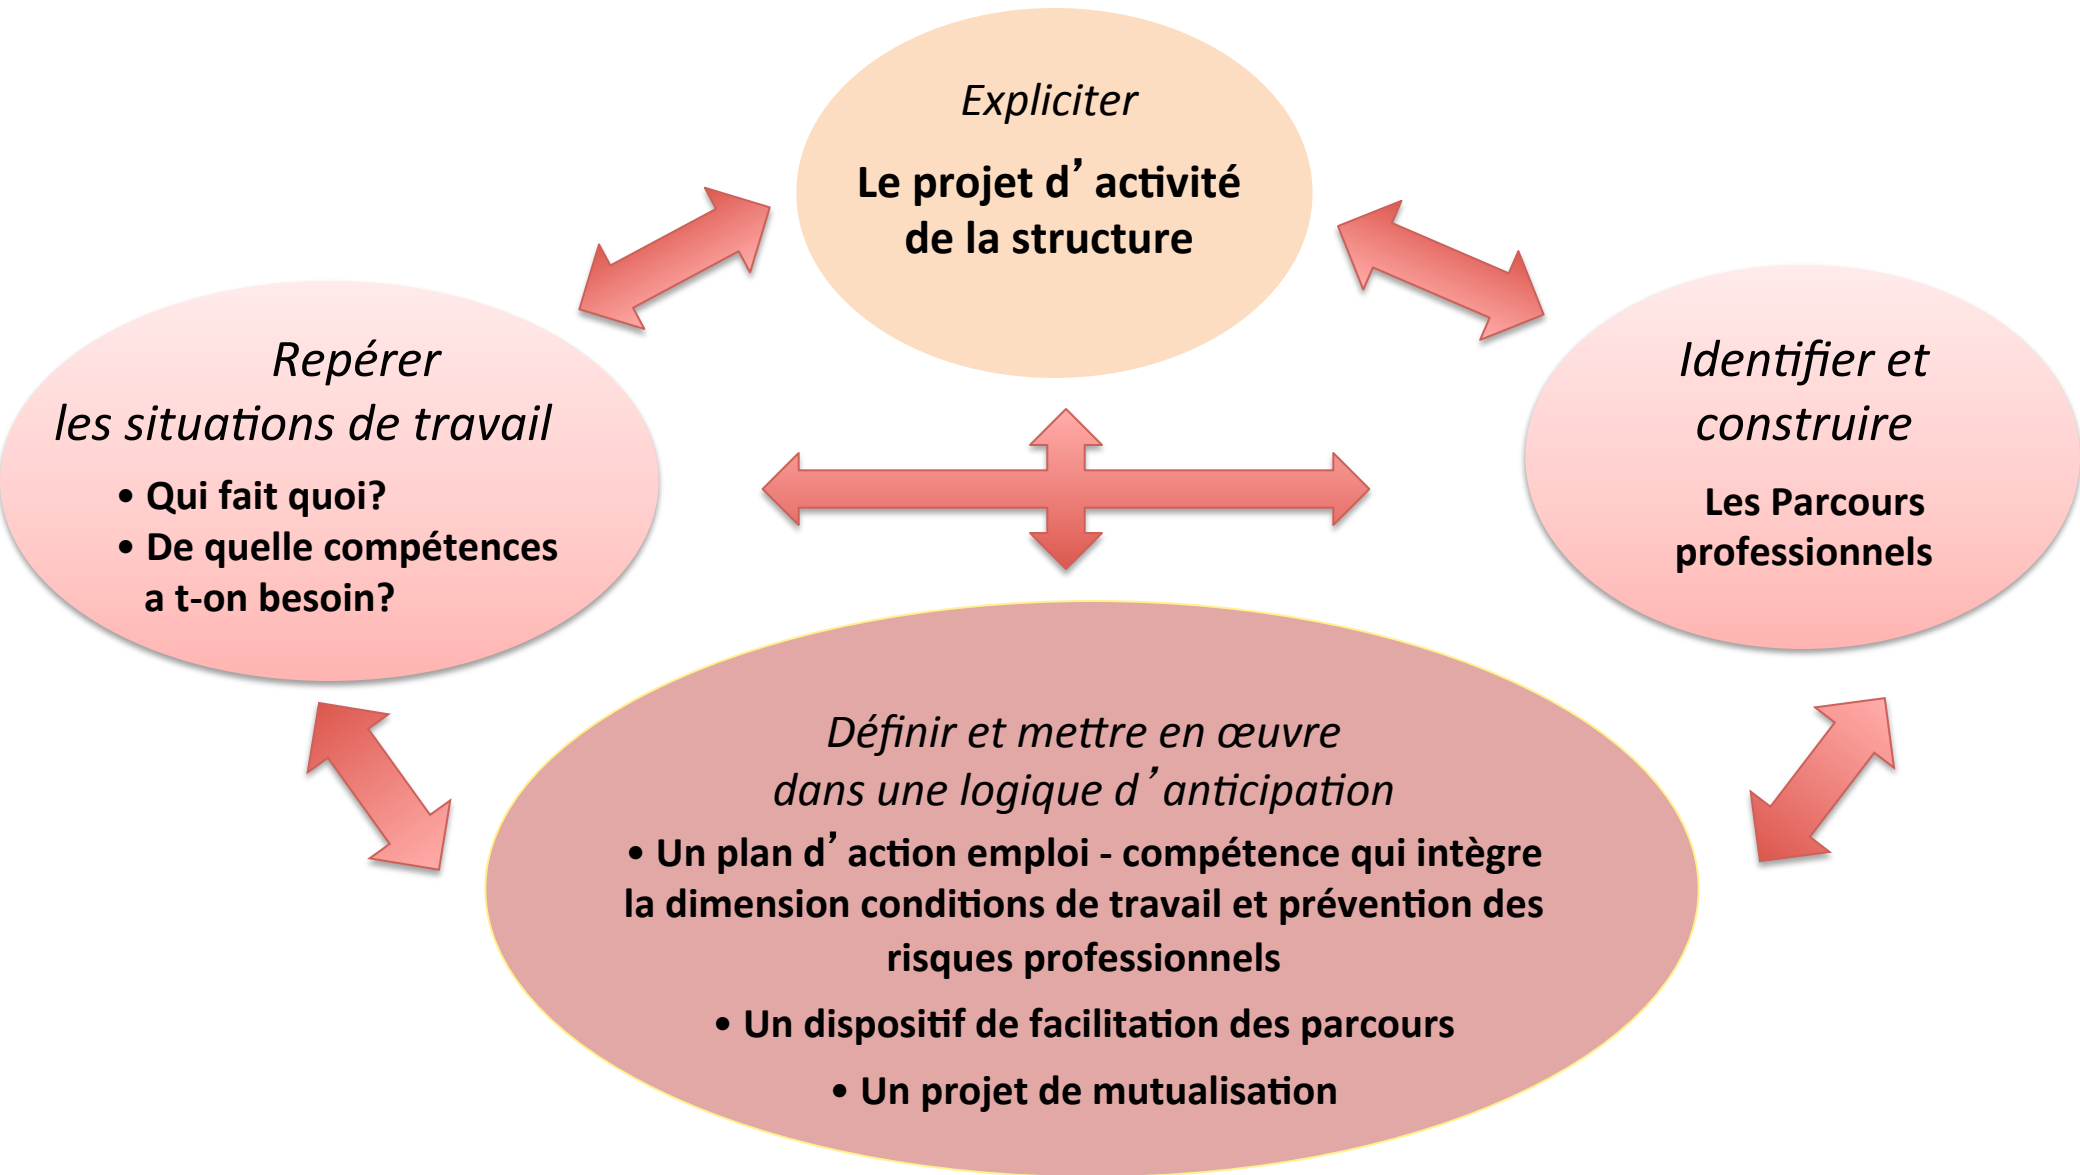 Expliciter
Le projet d’ activité
de la structure
Repérer
les situations de travail
• Qui fait quoi?
• De quelle compétences
a t-on besoin?
Identifier et
construire
Les Parcours
professionnels
Définir et mettre en œuvre
dans une logique d’anticipation
• Un plan d’ action emploi - compétence qui intègre
la dimension conditions de travail et prévention des
risques professionnels
• Un dispositif de facilitation des parcours
• Un projet de mutualisation